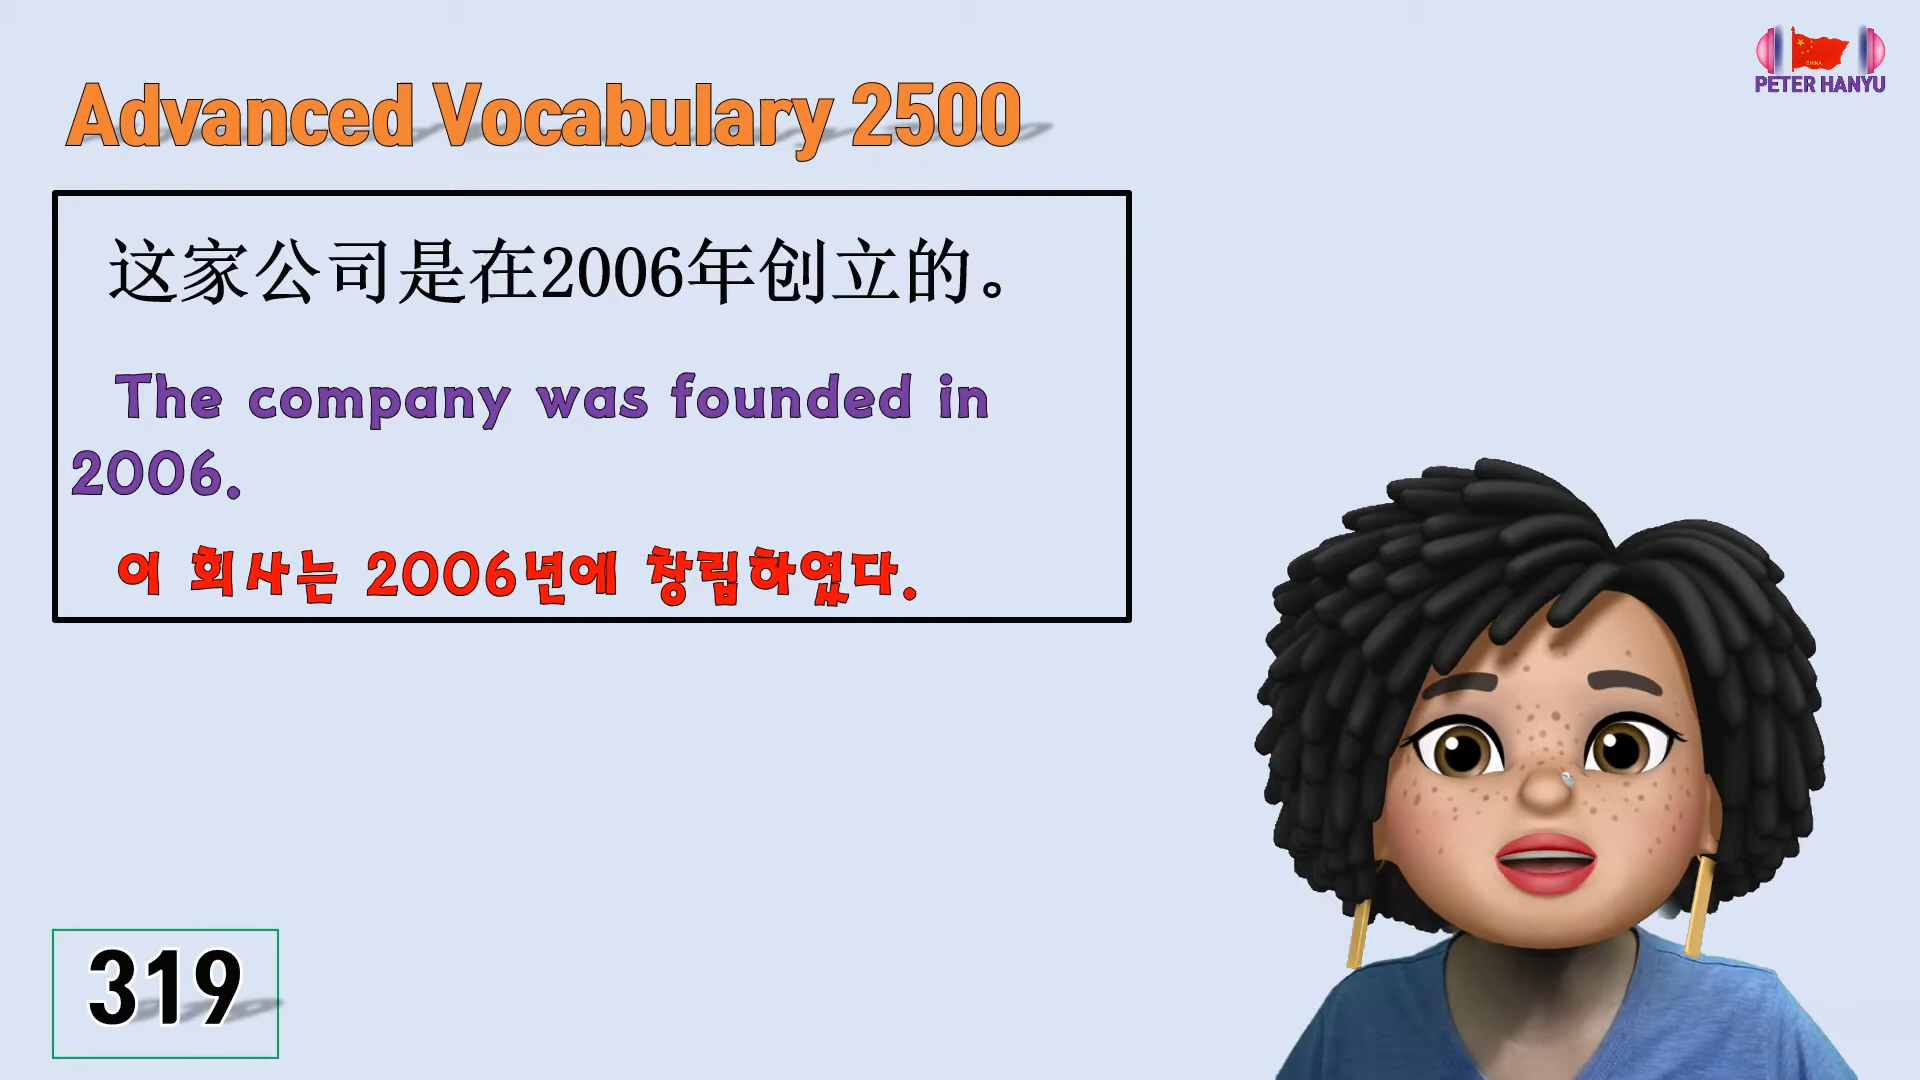 PETER HANYU
Advanced Vocabulary 2500
这家公司是在2006年创立的。
The company was founded in
2006.
이 회사는 2006년에 창립하였다.
319